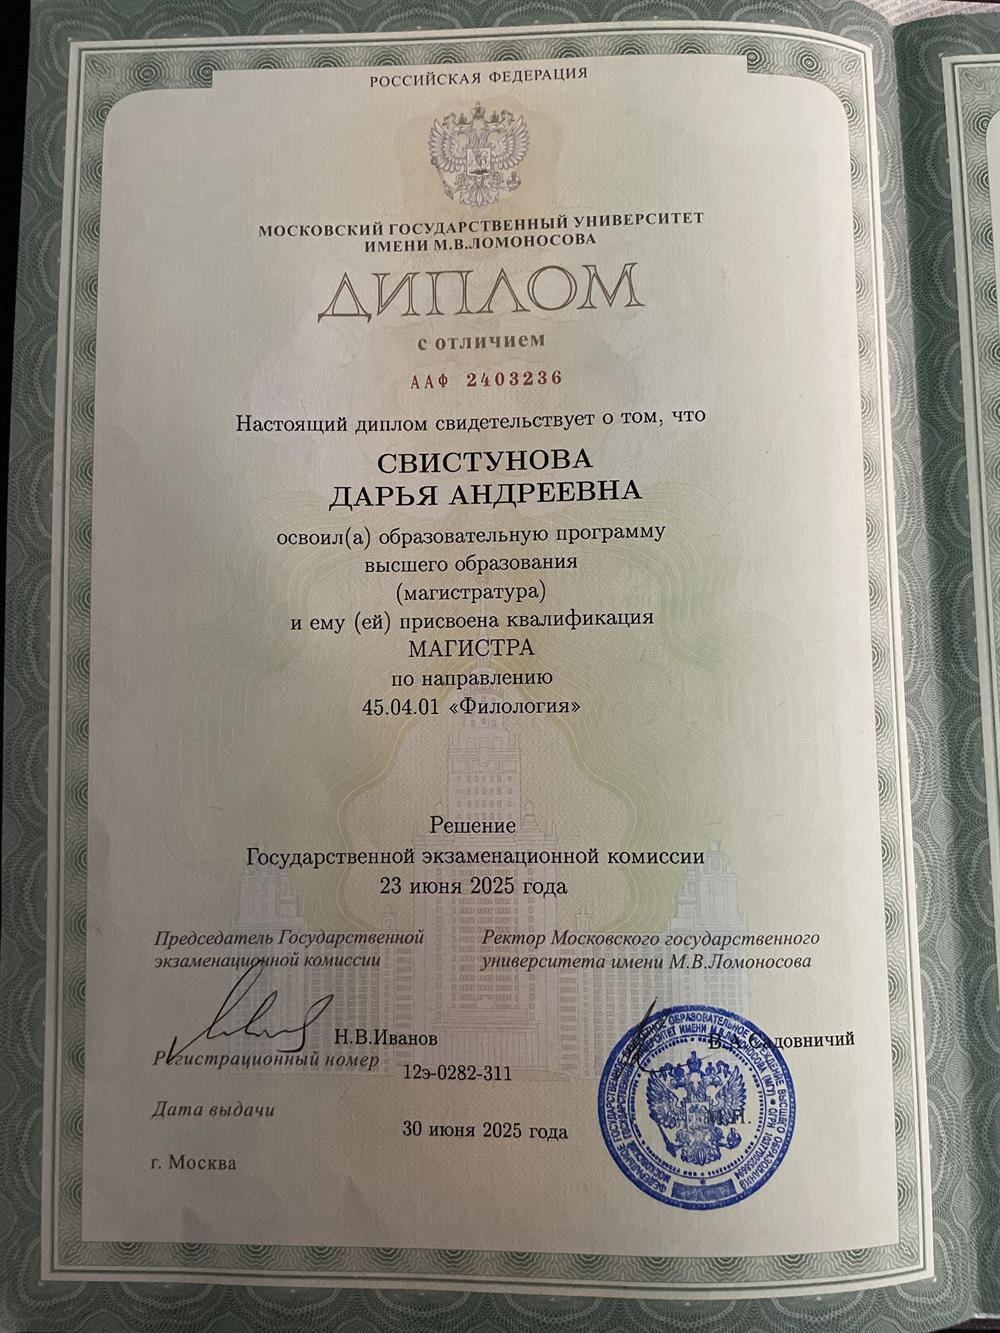 РОССИЙСКАЯ ФЕДЕРАЦИЯ
МОСКОВСКИЙ ГОСУДАРСТВЕННЫЙ УНИВЕРСИТЕТ
ИМЕНИ М.В.ЛОМОНОСОВА
ДИПЛОМ
с отличием
ААФ 2403236
Настоящий диплом свидетельствует о том, что
СВИСТУНОВА
ДАРЬЯ АНДРЕЕВНА
освоил(а) образовательную программу
высшего образования
(магистратура)
и ему (ей) присвоена квалификация
МАГИСТРА
по направлению
45.04.01 «Филология»
Решение
Государственной экзаменационной комиссии
23 июня 2025 года
Председатель Государственной
экзаменационной комиссии
Ректор Московского государственного
университета имени М.В.Ломоносова
Н.В.Иванов
В.А.Садовничий
Регистрационный номер
12э-0282-311
М.П.
Дата выдачи
30 июня 2025 года
г. Москва